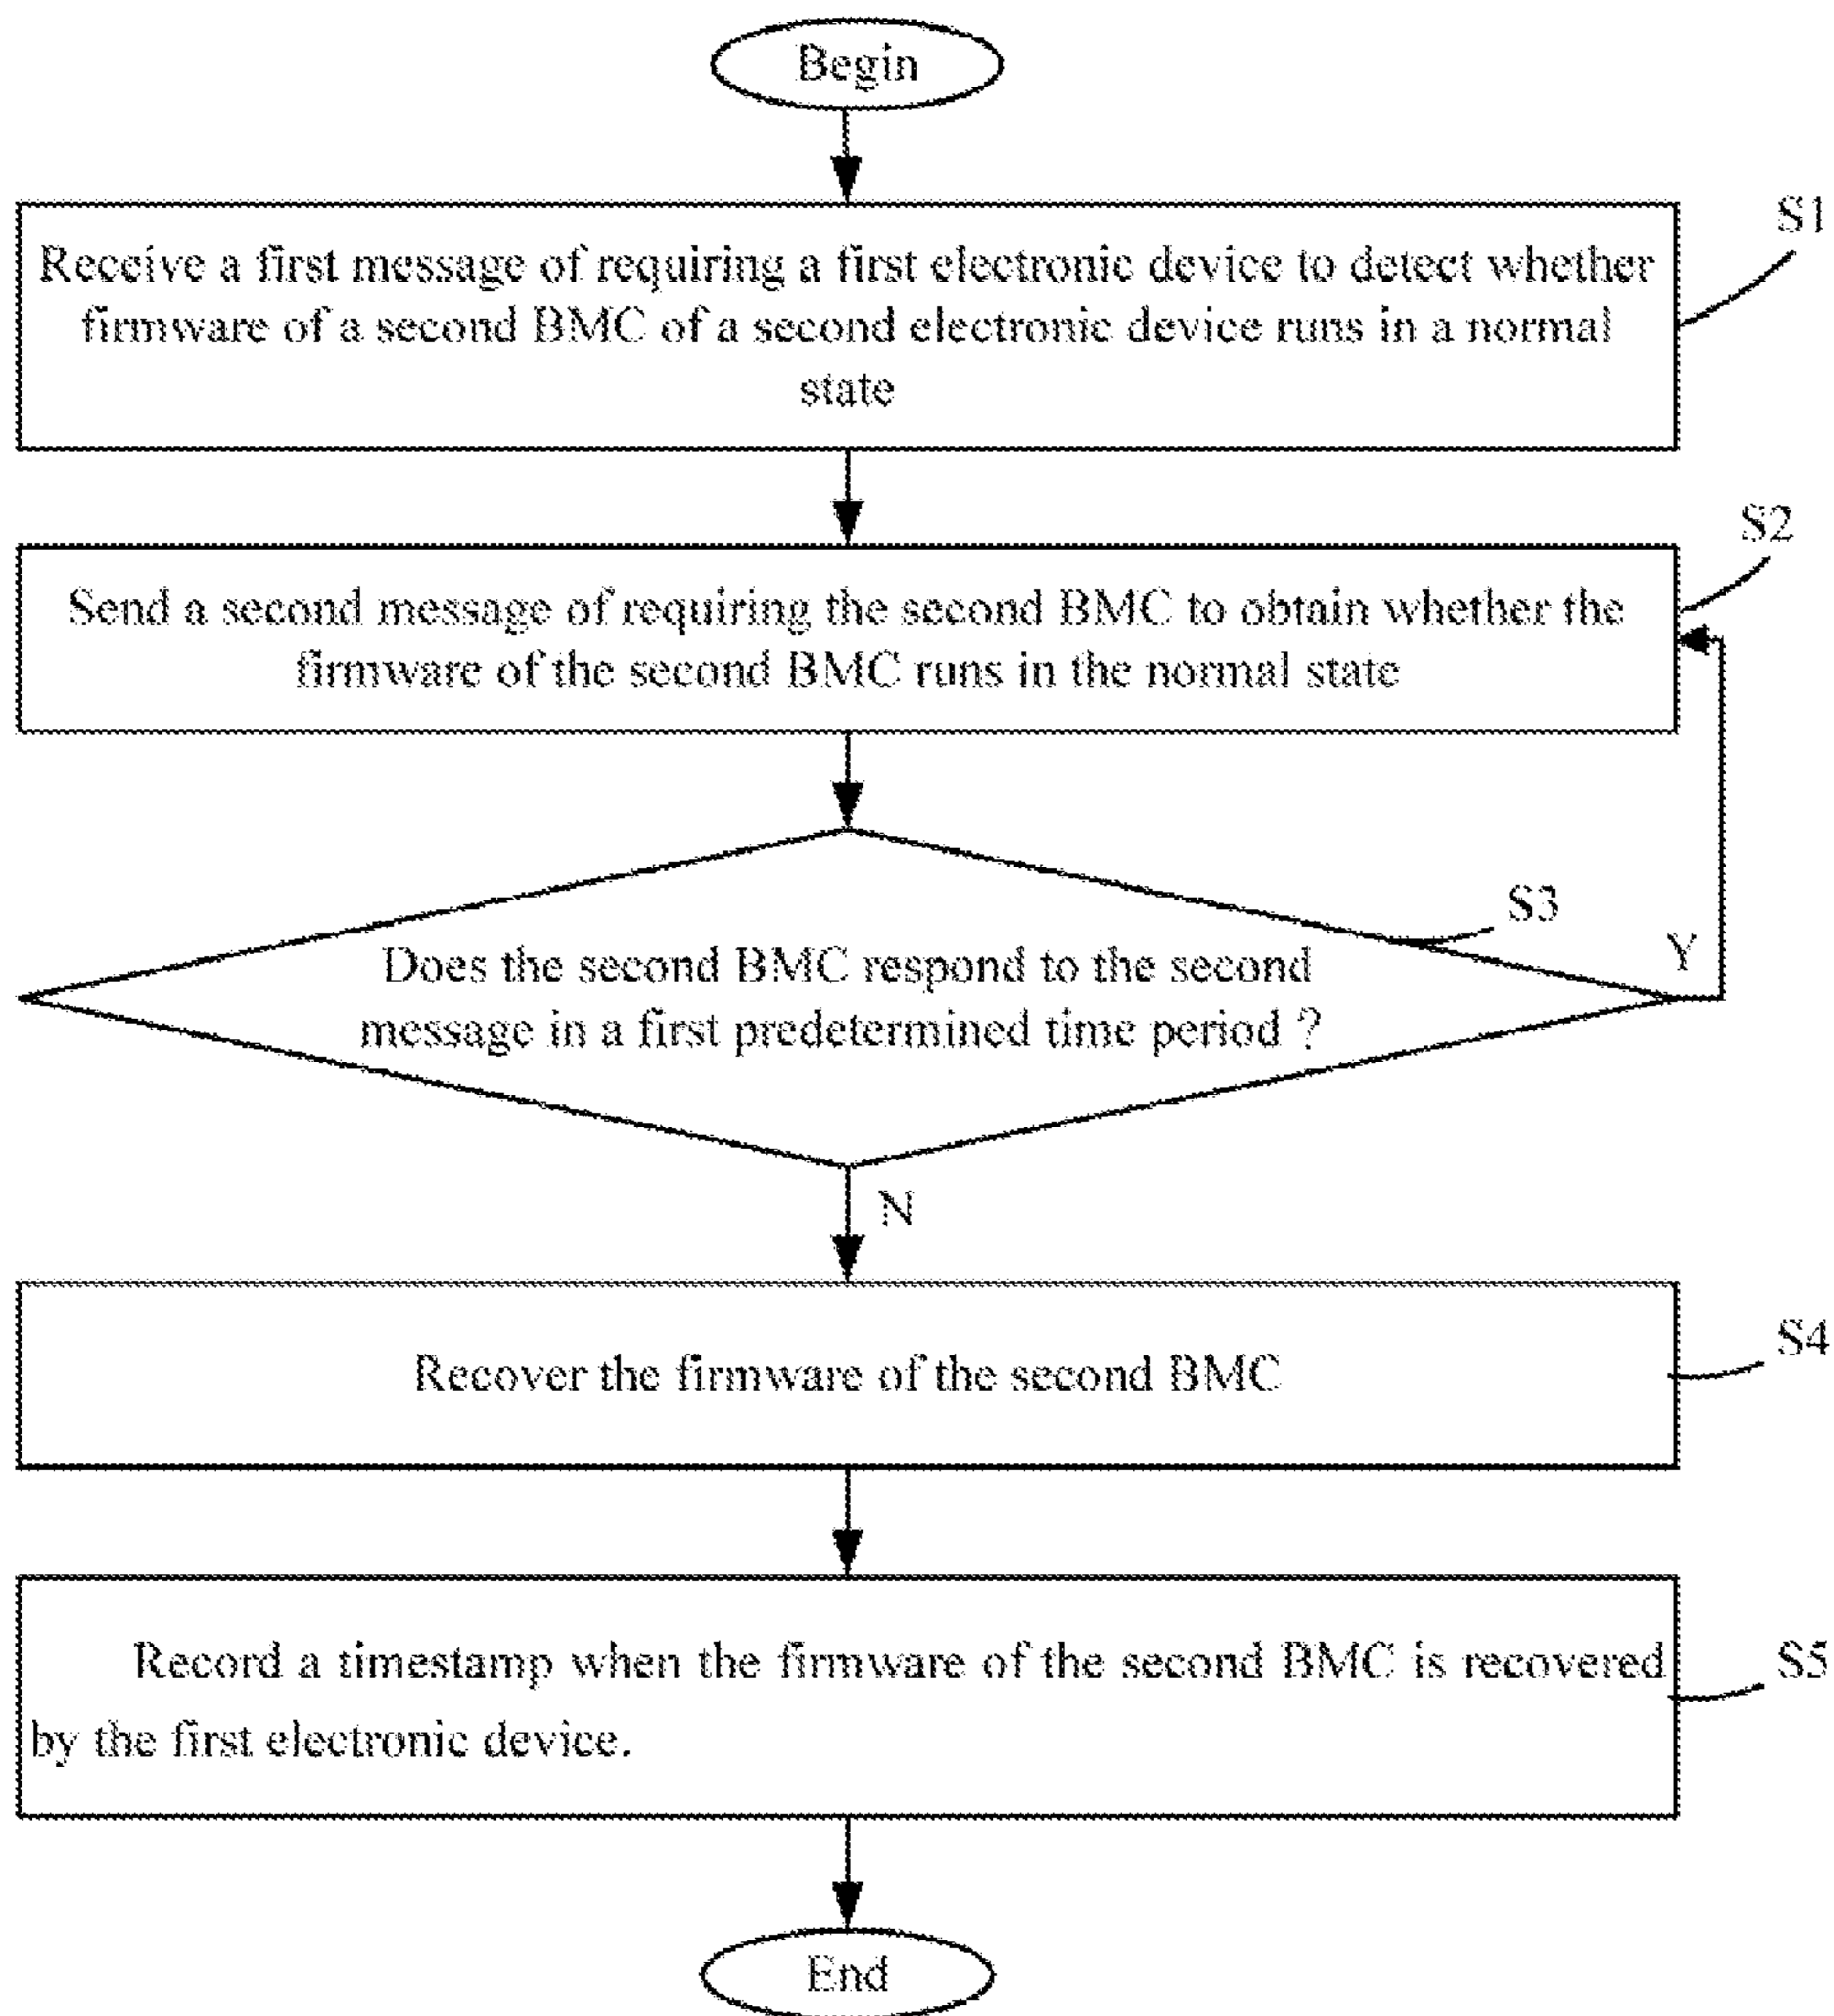 Begin
S1
Receive a first message of requiring a first electronic device to detect whether
firmware of a second BMC of a second electronic device runs in a normal
state
S2
Send a second message of requiring the second BMC to obtain whether the
firmware of the second BMC runs in the normal state
S3
Does the second BMC respond to the second
message in a first predetermined time period ?
Y
N
S4
Recover the firmware of the second BMC
S5
Record a timestamp when the firmware of the second BMC is recovered
by the first electronic device.
End